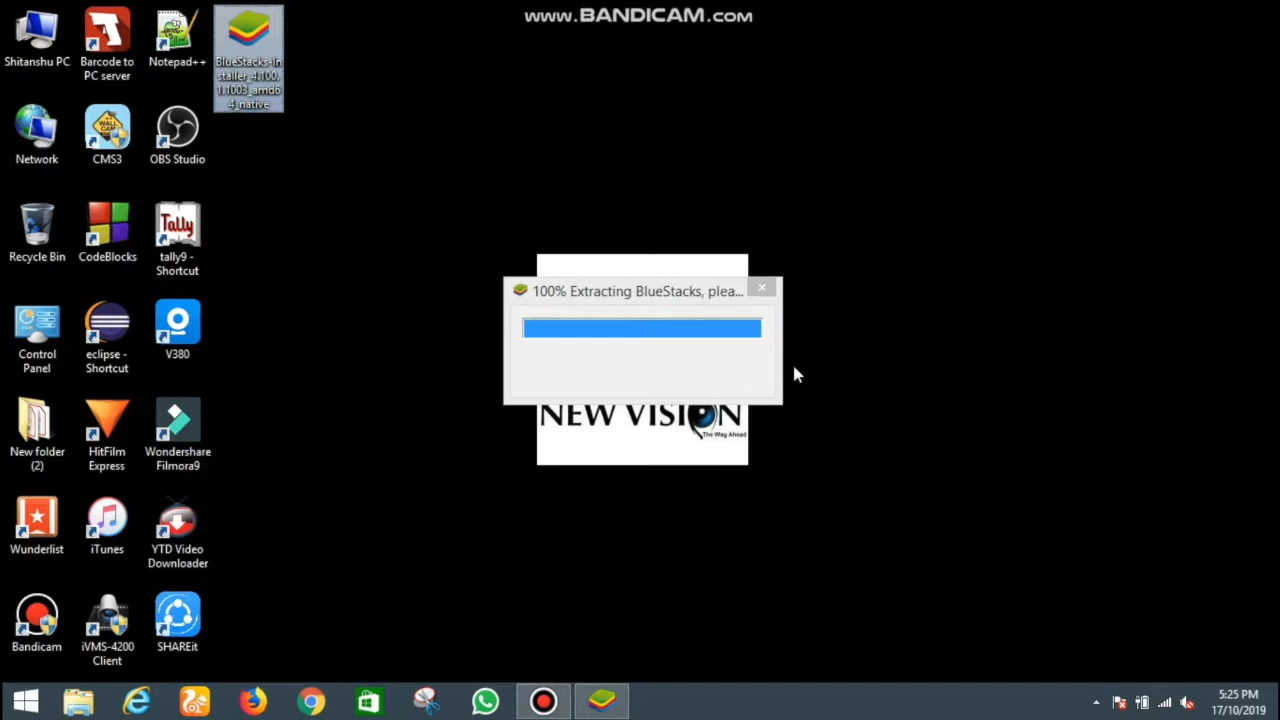 www.BANDICAM.com
Shitanshu PC
Barcode to
PC server
Notepad++
BlueStacks-In
staller_4.100.
1.1003_amd6
4_native
Network
CMS3
OBS Studio
WALL
CAM
Recycle Bin
CodeBlocks
Tally
tally9 -
Shortcut
100% Extracting BlueStacks, plea...
Control
Panel
eclipse -
Shortcut
V380
NEW VISION
The Way Ahead
New folder
(2)
HitFilm
Express
Wondershare
Filmora9
Wunderlist
iTunes
YTD Video
Downloader
Bandicam
iVMS-4200
Client
SHAREit
5:25 PM
17/10/2019